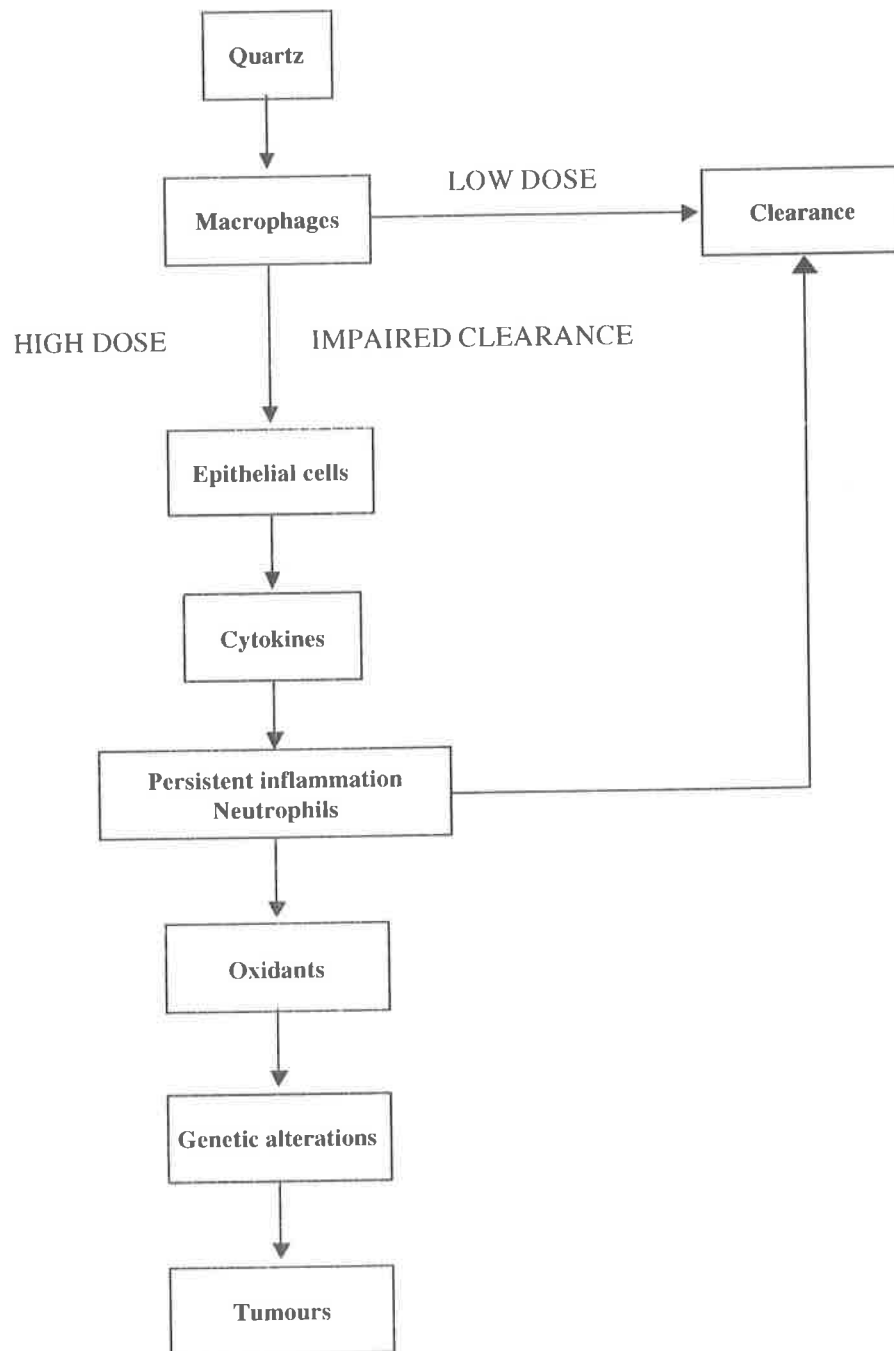 Quartz
LOW DOSE
Macrophages
Clearance
HIGH DOSE
IMPAIRED CLEARANCE
Epithelial cells
Cytokines
Persistent inflammation
Neutrophils
Oxidants
Genetic alterations
Tumours